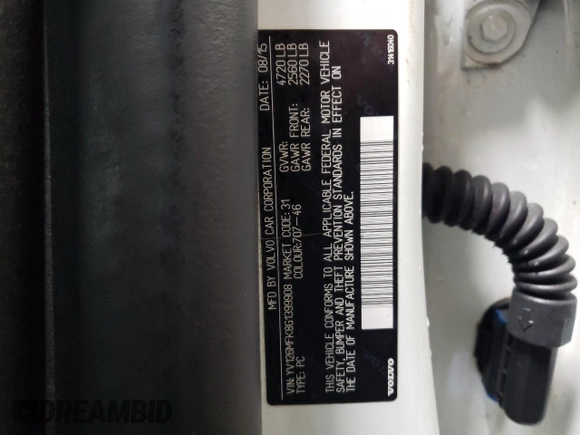 MFD BY VOLVO CAR CORPORATION DATE: 08/15
GVWR: 4720 LB
GAWR FRONT: 2560 LB
GAWR REAR: 2270 LB
VIN: YV126MFK8G1399908 MARKET CODE: 31
TYPE: PC COLOUR:707-46
THIS VEHICLE CONFORMS TO ALL APPLICABLE FEDERAL MOTOR VEHICLE
SAFETY, BUMPER AND THEFT PREVENTION STANDARDS IN EFFECT ON
THE DATE OF MANUFACTURE SHOWN ABOVE.
VOLVO
31419240
DREAMBID